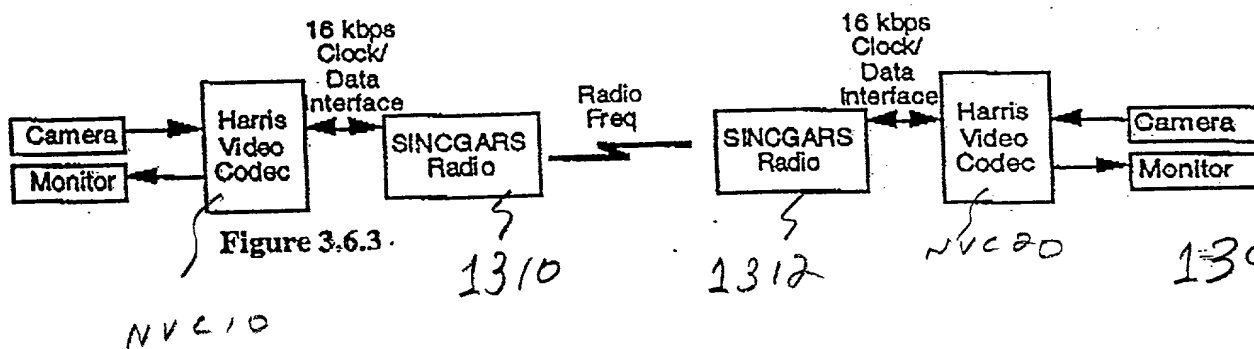 16 kbps
Clock/
Data
Interface
Camera
Monitor
Harris
Video
Codec
SINCGARS
Radio
Radio
Freq
16 kbps
Clock/
Data
Interface
SINCGARS
Radio
Harris
Video
Codec
Camera
Monitor
Figure 3.6.3.
1310
1312
NVC20
NVC10